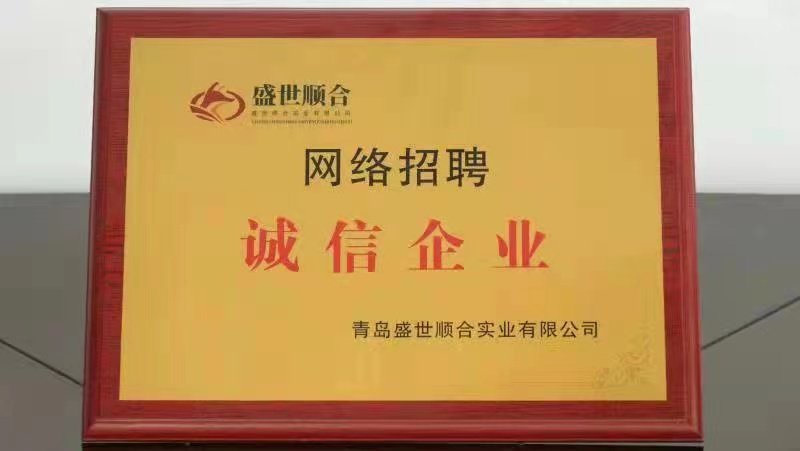 盛世顺合
网络招聘
诚信企业
青岛盛世顺合实业有限公司